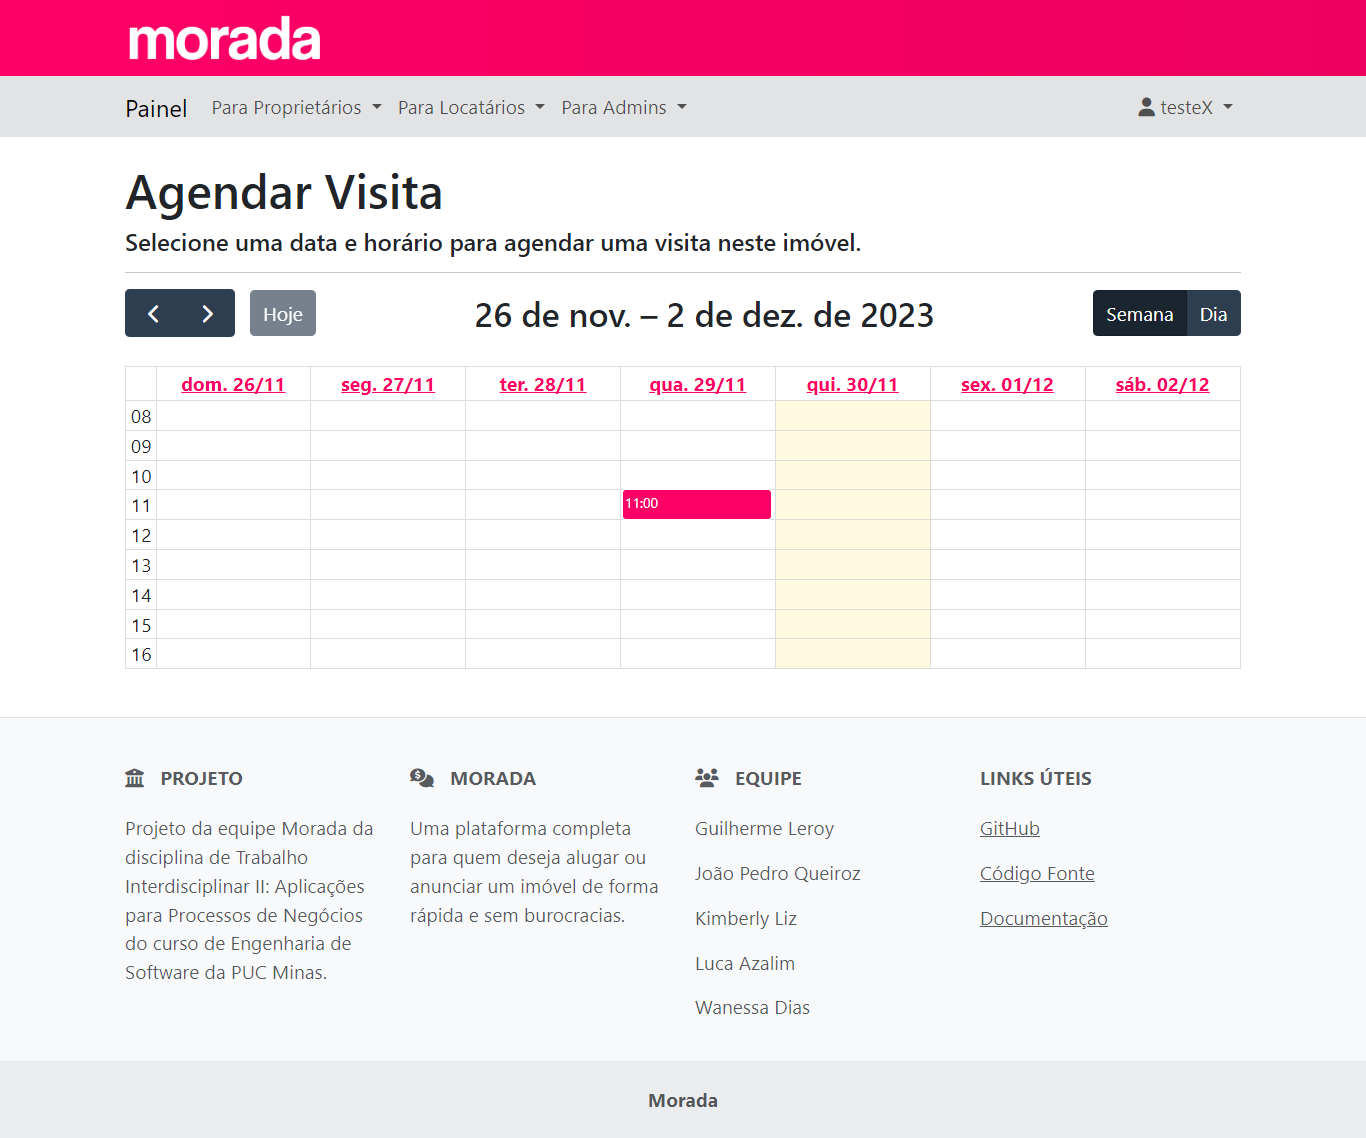 morada
Painel Para Proprietários Para Locatários Para Admins testeX
Agendar Visita
Selecione uma data e horário para agendar uma visita neste imóvel.
Hoje 26 de nov. – 2 de dez. de 2023 Semana Dia
dom. 26/11 seg. 27/11 ter. 28/11 qua. 29/11 qui. 30/11 sex. 01/12 sáb. 02/12
08
09
10
11 11:00
12
13
14
15
16
PROJETO
Projeto da equipe Morada da
disciplina de Trabalho
Interdisciplinar II: Aplicações
para Processos de Negócios
do curso de Engenharia de
Software da PUC Minas.
MORADA
Uma plataforma completa
para quem deseja alugar ou
anunciar um imóvel de forma
rápida e sem burocracias.
EQUIPE
Guilherme Leroy
João Pedro Queiroz
Kimberly Liz
Luca Azalim
Wanessa Dias
LINKS ÚTEIS
GitHub
Código Fonte
Documentação
Morada